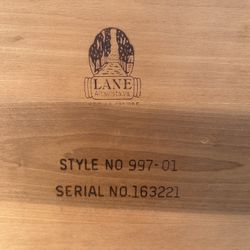 LANE
STYLE NO 997-01
SERIAL NO.163221